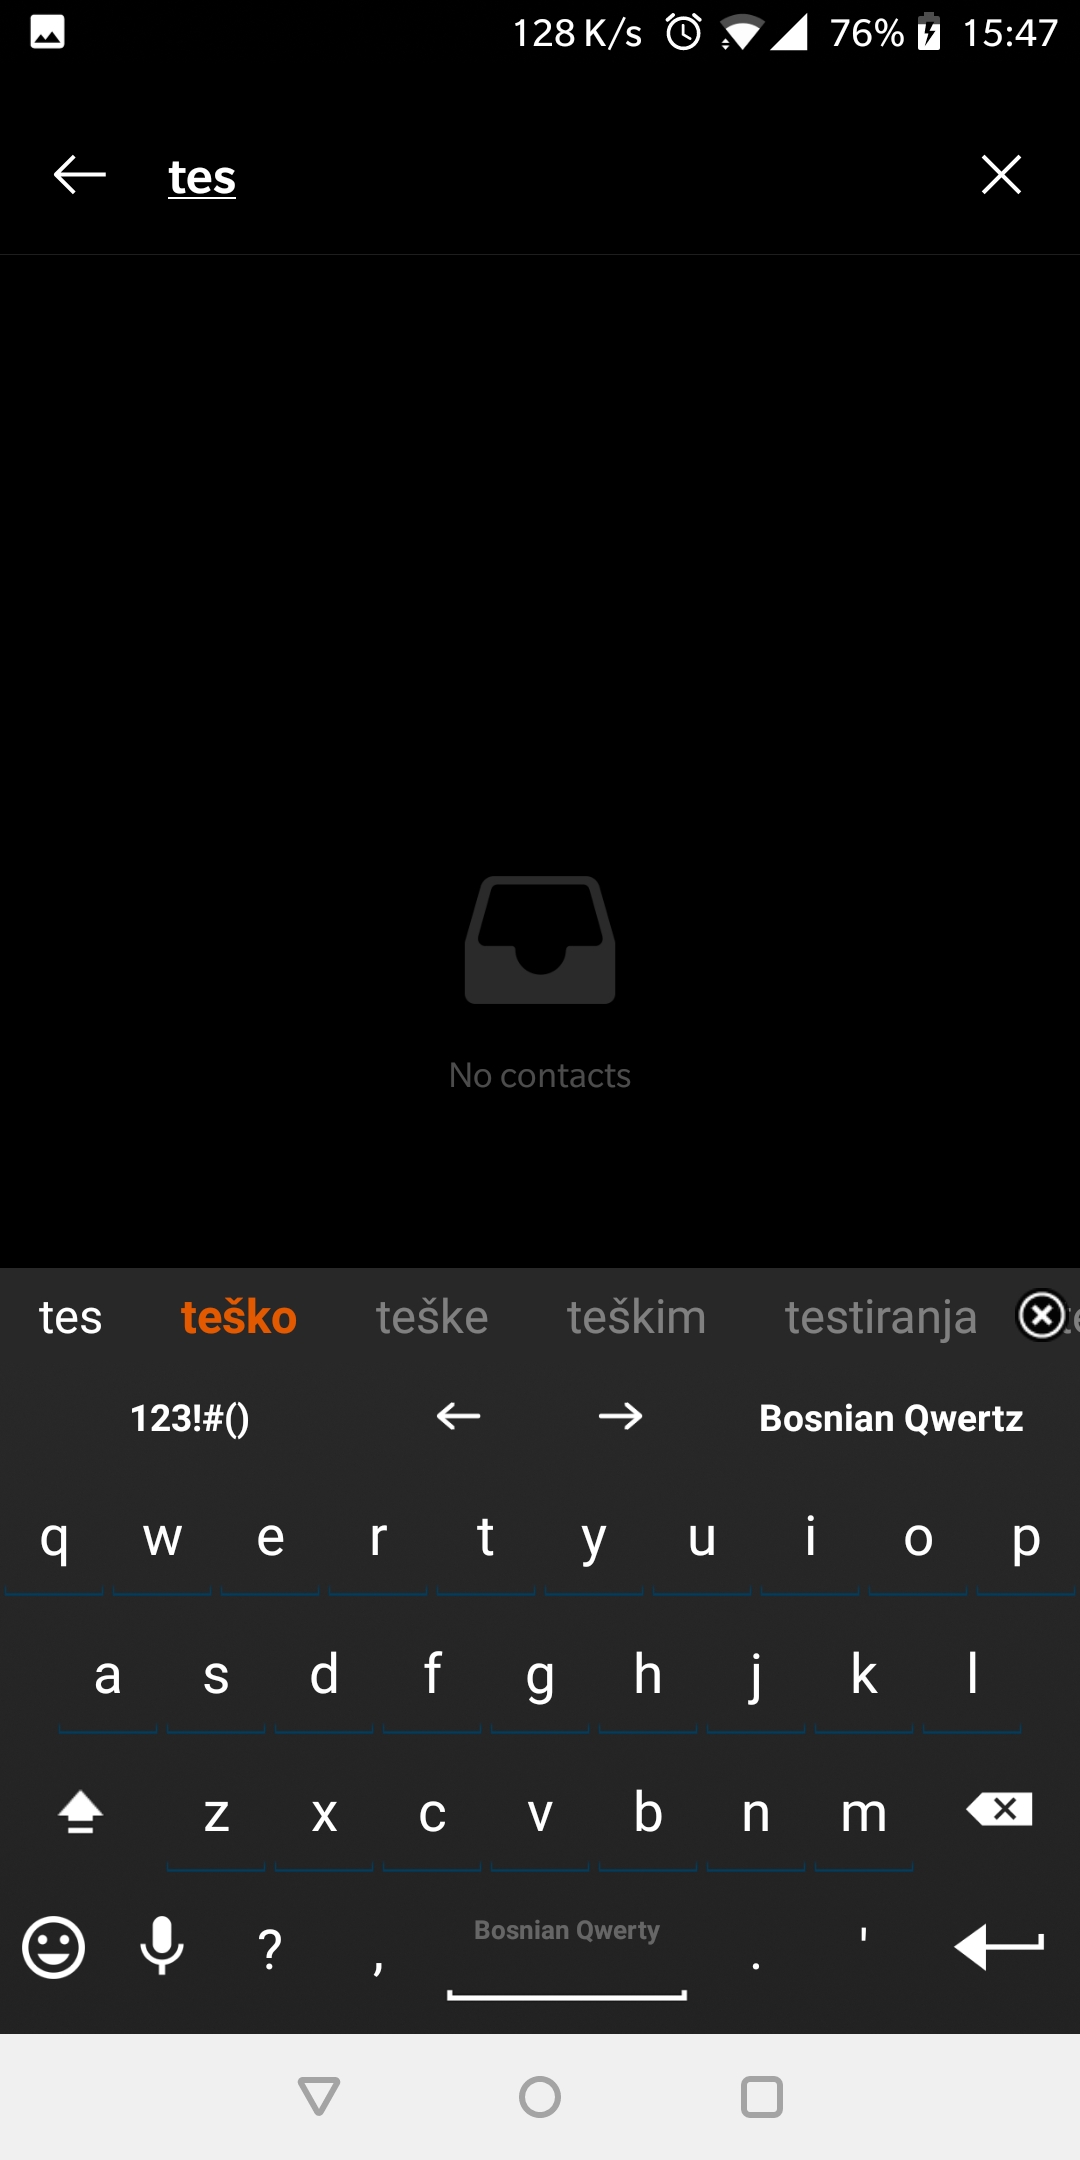 128 K/s 76% 15:47
tes
No contacts
tes teško teške teškim testiranja
123!#() Bosnian Qwertz
q w e r t y u i o p
a s d f g h j k l
z x c v b n m
Bosnian Qwerty
? , . '